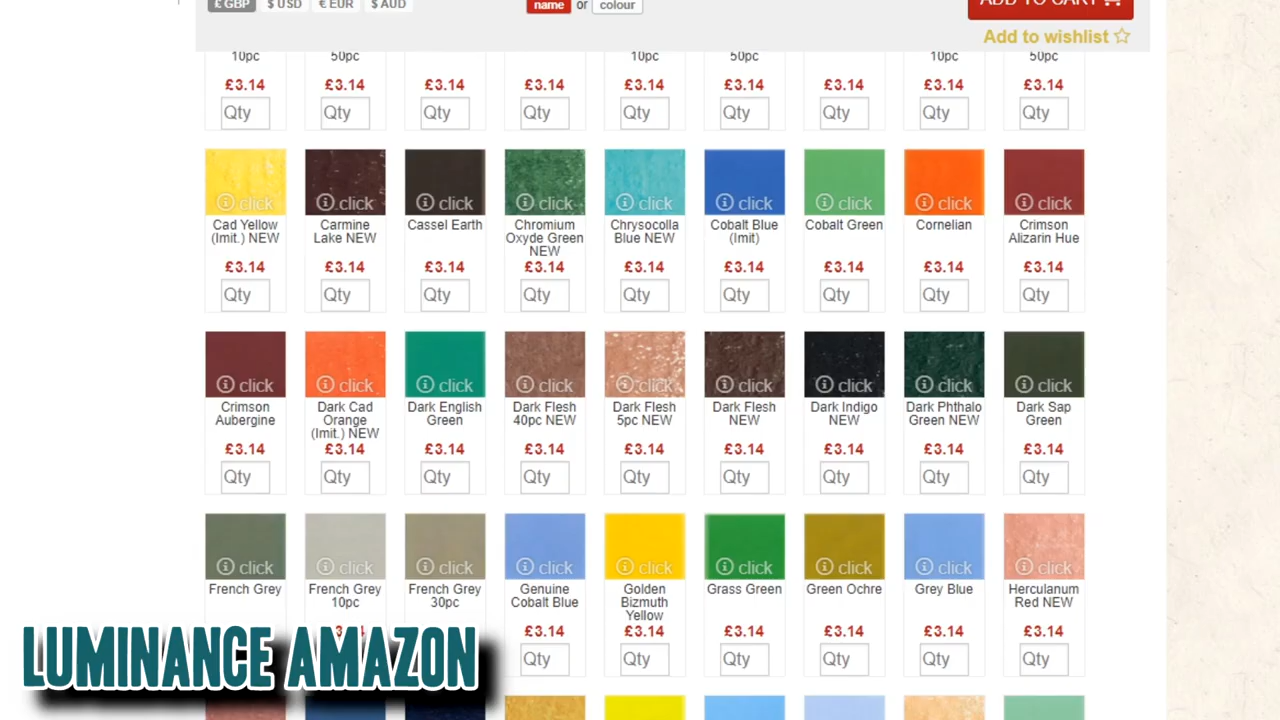 £ GBP $ USD € EUR $ AUD name or colour ADD TO CART
Add to wishlist
10pc 50pc 10pc 50pc 10pc 50pc
£3.14 £3.14 £3.14 £3.14 £3.14 £3.14 £3.14 £3.14 £3.14
Qty Qty Qty Qty Qty Qty Qty Qty Qty
click click click click click click click click click
Cad Yellow Carmine Cassel Earth Chromium Chrysocolla Cobalt Blue Cobalt Green Cornelian Crimson
(Imit.) NEW Lake NEW Oxyde Green Blue NEW (Imit) Alizarin Hue
NEW
£3.14 £3.14 £3.14 £3.14 £3.14 £3.14 £3.14 £3.14 £3.14
Qty Qty Qty Qty Qty Qty Qty Qty Qty
click click click click click click click click click
Crimson Dark Cad Dark English Dark Flesh Dark Flesh Dark Flesh Dark Indigo Dark Phthalo Dark Sap
Aubergine Orange Green 40pc NEW 5pc NEW NEW NEW Green NEW Green
(Imit.) NEW
£3.14 £3.14 £3.14 £3.14 £3.14 £3.14 £3.14 £3.14 £3.14
Qty Qty Qty Qty Qty Qty Qty Qty Qty
click click click click click click click click click
French Grey French Grey French Grey Genuine Golden Grass Green Green Ochre Grey Blue Herculanum
10pc 30pc Cobalt Blue Bizmuth Red NEW
Yellow
£3.14 £3.14 £3.14 £3.14 £3.14 £3.14
Qty Qty Qty Qty Qty Qty
LUMINANCE AMAZON